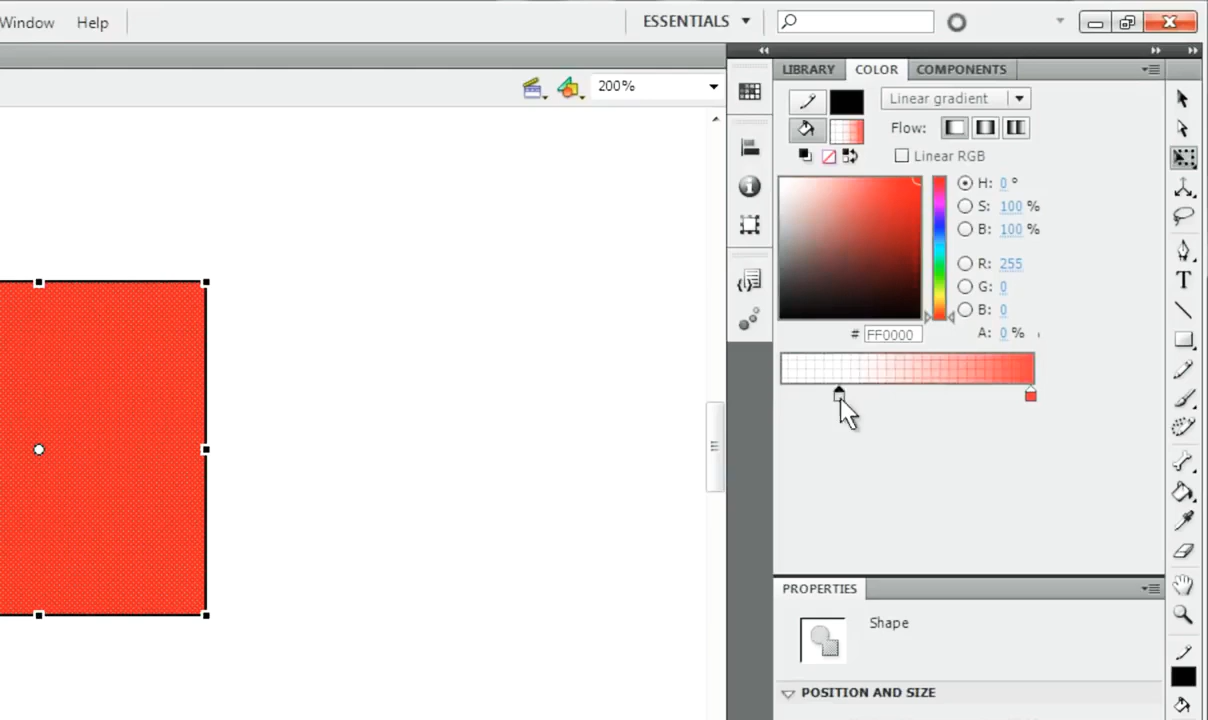 Window Help
ESSENTIALS
200%
LIBRARY COLOR COMPONENTS
Linear gradient
Flow:
Linear RGB
H: 0 °
S: 100 %
B: 100 %
R: 255
G: 0
B: 0
# FF0000
A: 0 %
PROPERTIES
Shape
POSITION AND SIZE